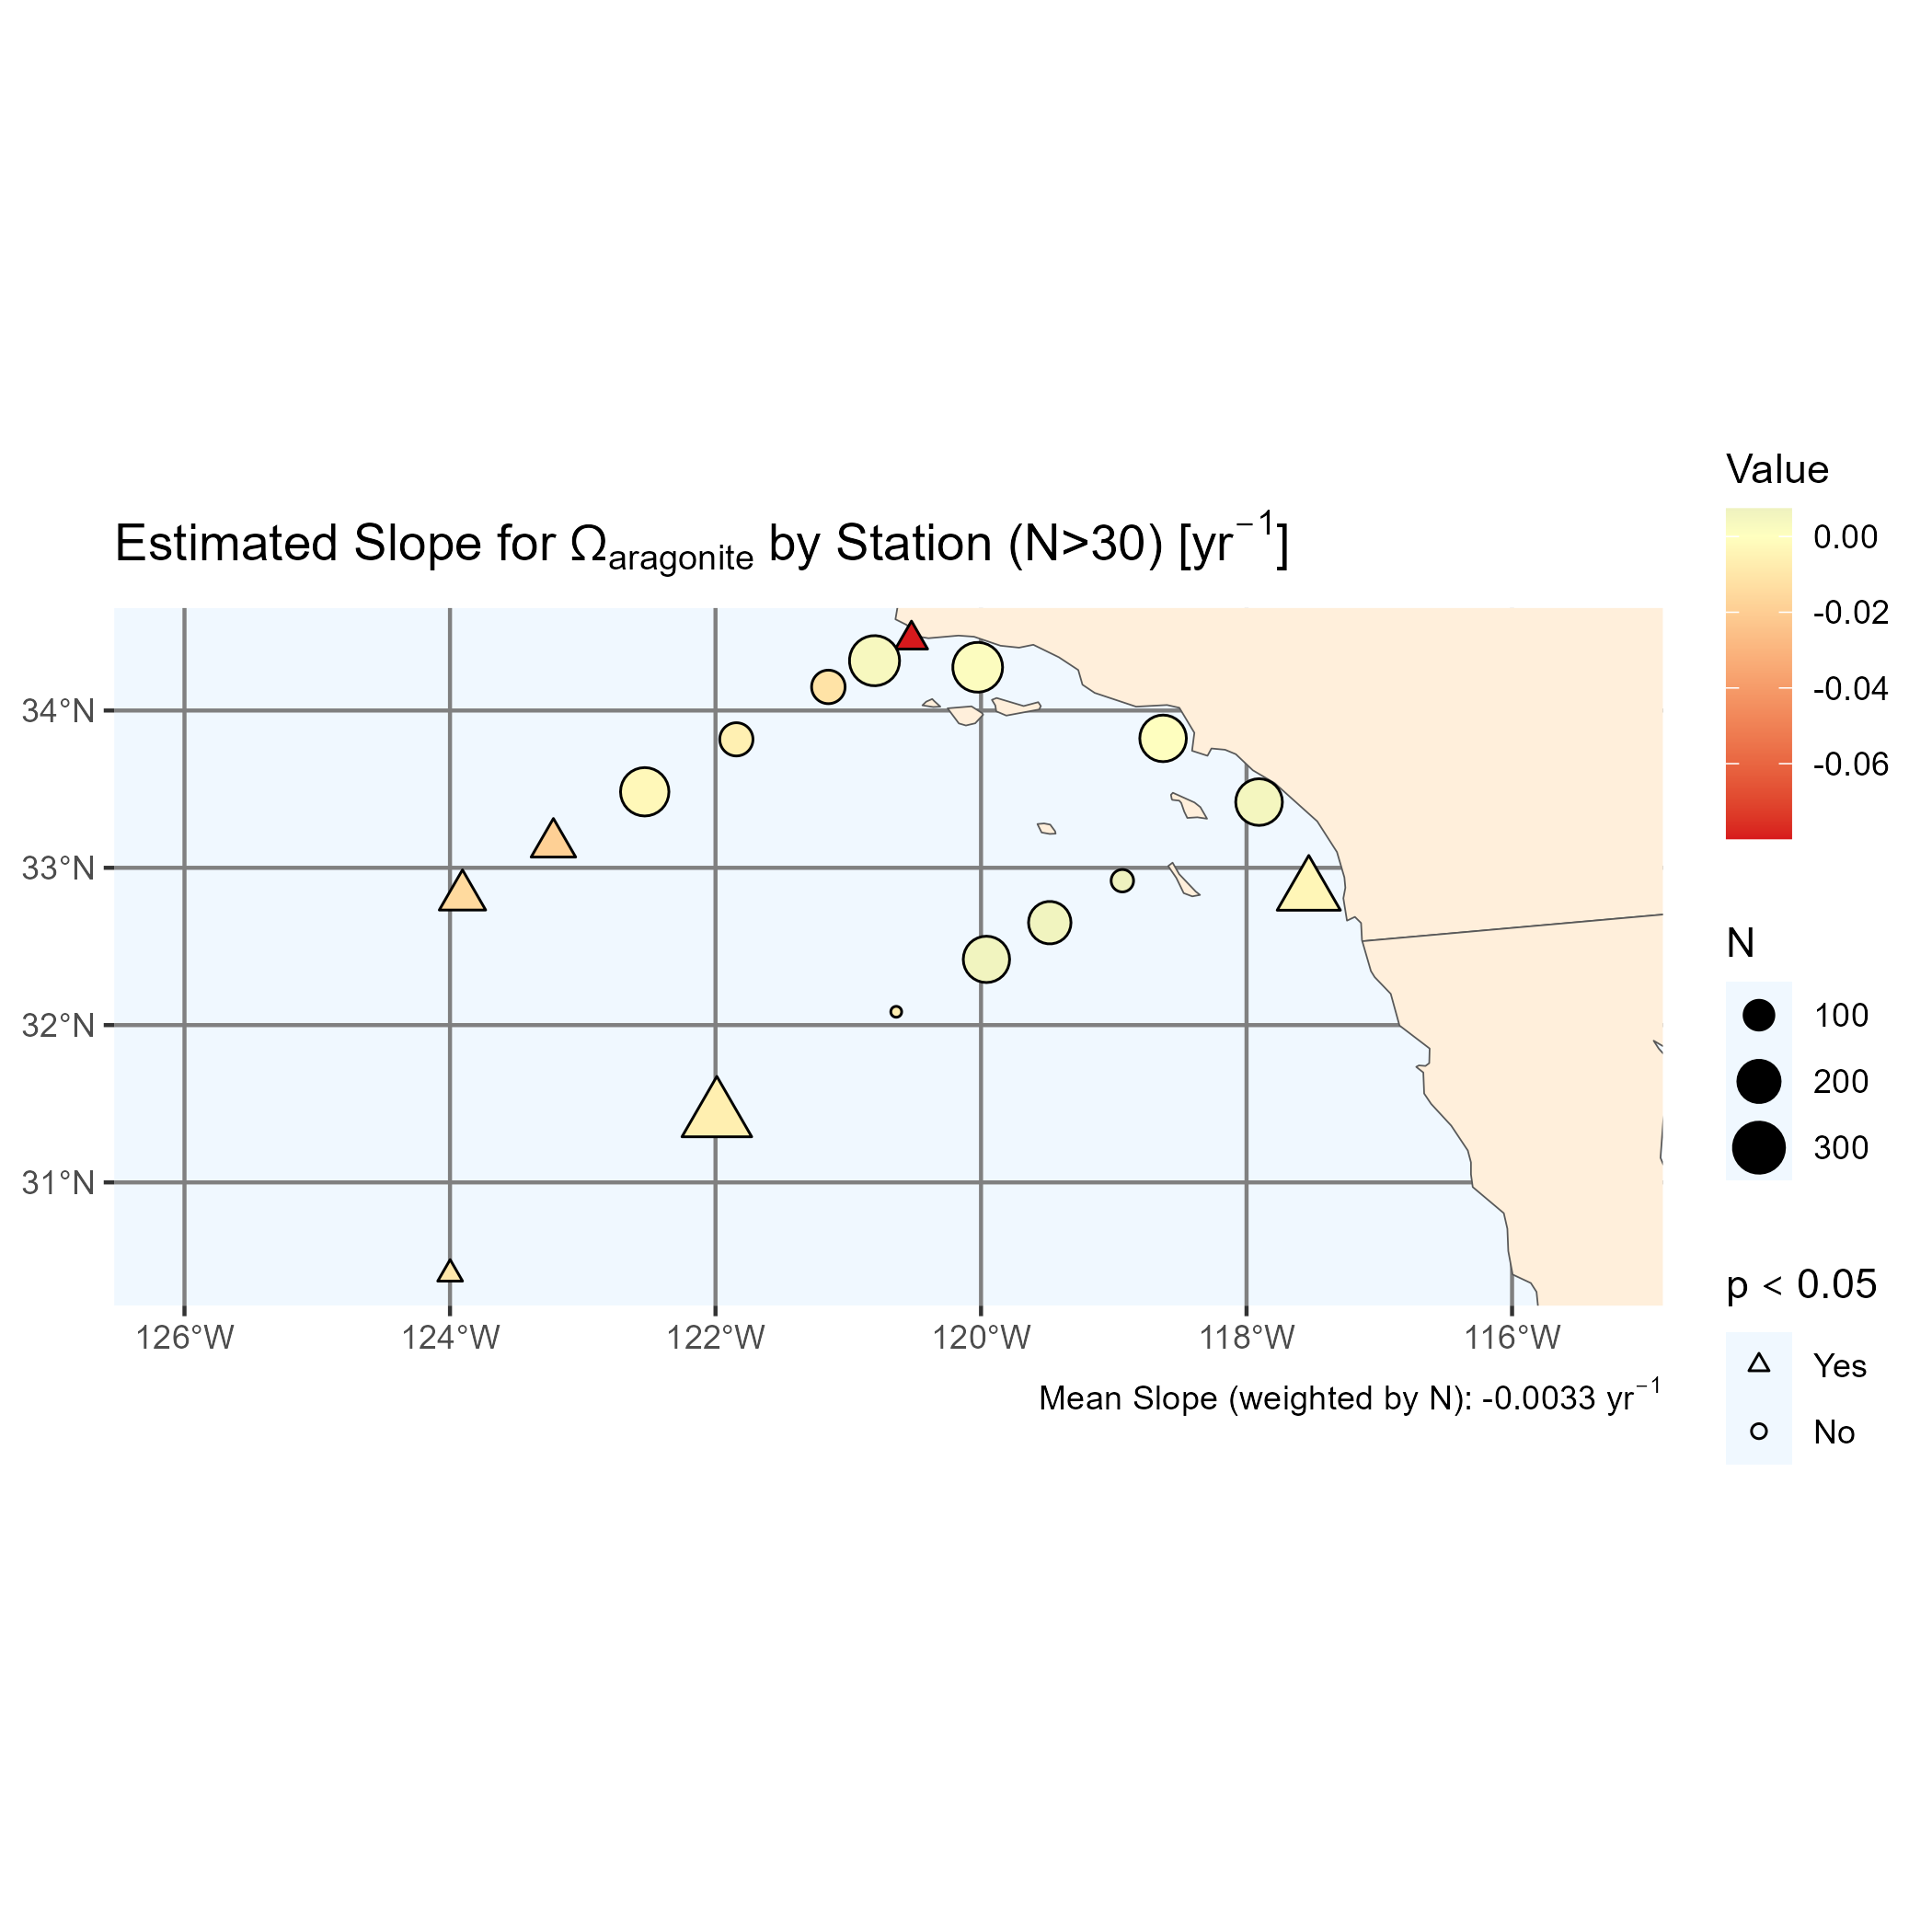 Estimated Slope for Ωaragonite by Station (N>30) [yr⁻¹]
34°N
33°N
32°N
31°N
126°W 124°W 122°W 120°W 118°W 116°W
Mean Slope (weighted by N): -0.0033 yr⁻¹
Value
0.00
-0.02
-0.04
-0.06
N
100
200
300
p < 0.05
Yes
No